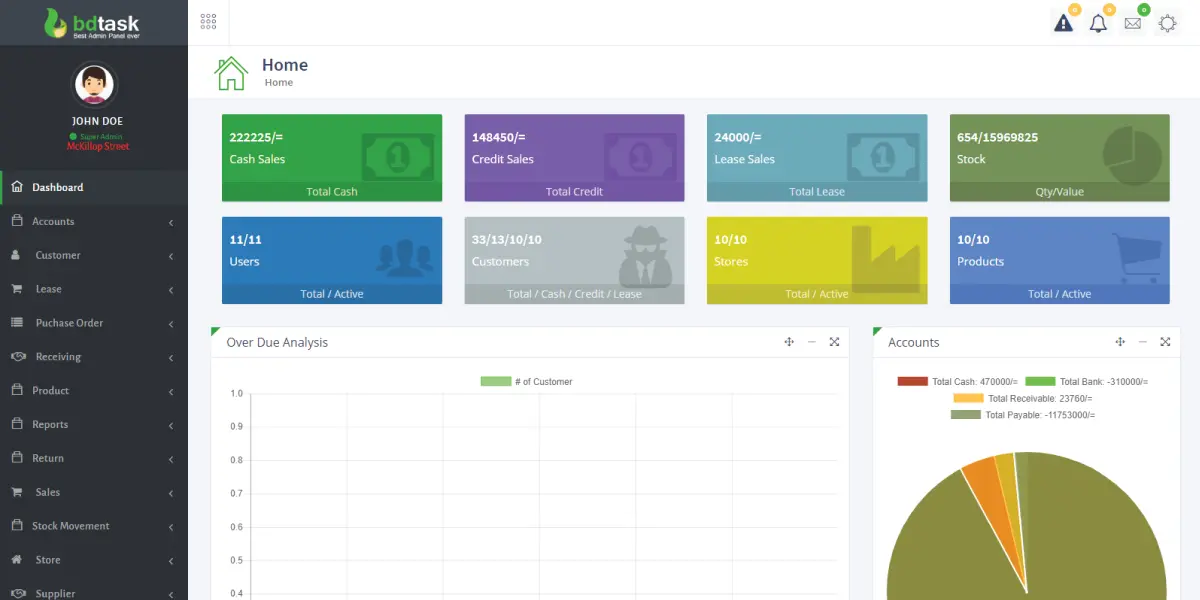 bdtask
Best Admin Panel ever
JOHN DOE
Super Admin
McKillop Street
Dashboard
Accounts
Customer
Lease
Puchase Order
Receiving
Product
Reports
Return
Sales
Stock Movement
Store
Supplier
0
0
0
Home
Home
222225/=
Cash Sales
1
Total Cash
148450/=
Credit Sales
1
Total Credit
24000/=
Lease Sales
1
Total Lease
654/15969825
Stock
Qty/Value
11/11
Users
Total / Active
33/13/10/10
Customers
Total / Cash / Credit / Lease
10/10
Stores
Total / Active
10/10
Products
Total / Active
Over Due Analysis
# of Customer
1.0
0.9
0.8
0.7
0.6
0.5
0.4
Accounts
Total Cash: 470000/= Total Bank: -310000/=
Total Receivable: 23760/=
Total Payable: -11753000/=